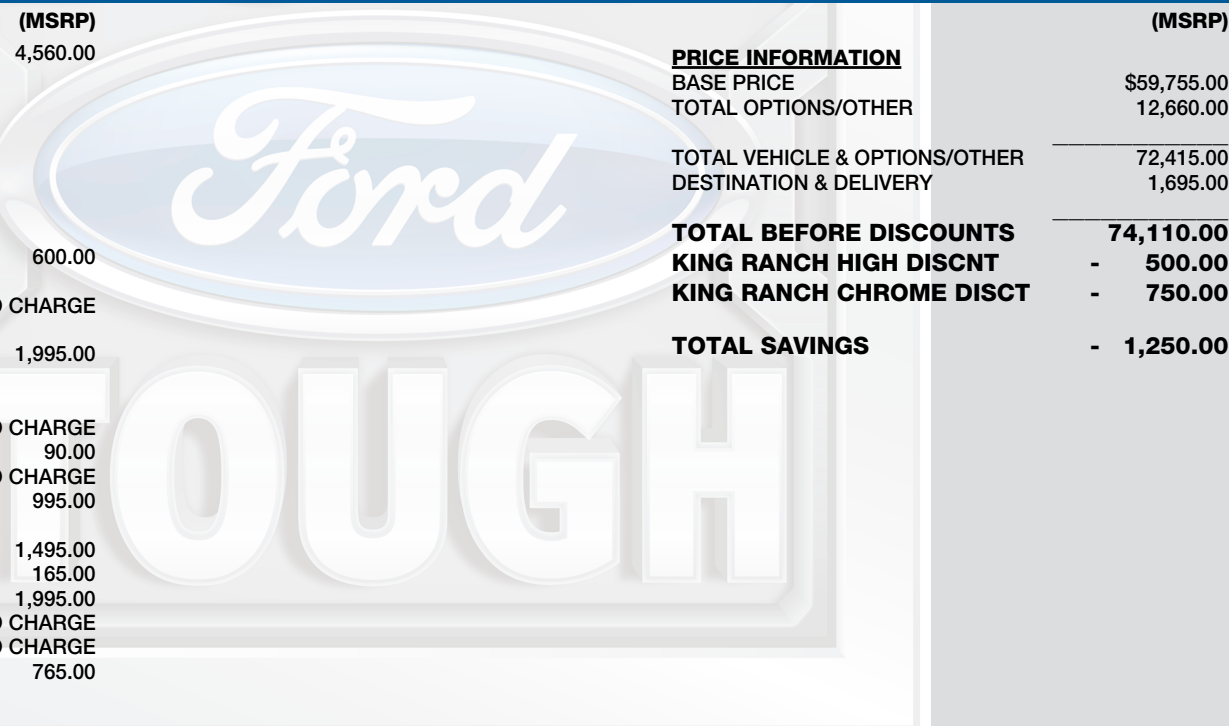 (MSRP)
4,560.00
600.00
CHARGE
1,995.00
CHARGE
90.00
CHARGE
995.00
1,495.00
165.00
1,995.00
CHARGE
CHARGE
765.00
Ford
TOUGH
(MSRP)
PRICE INFORMATION
BASE PRICE $59,755.00
TOTAL OPTIONS/OTHER 12,660.00
TOTAL VEHICLE & OPTIONS/OTHER 72,415.00
DESTINATION & DELIVERY 1,695.00
TOTAL BEFORE DISCOUNTS 74,110.00
KING RANCH HIGH DISCNT - 500.00
KING RANCH CHROME DISCT - 750.00
TOTAL SAVINGS - 1,250.00